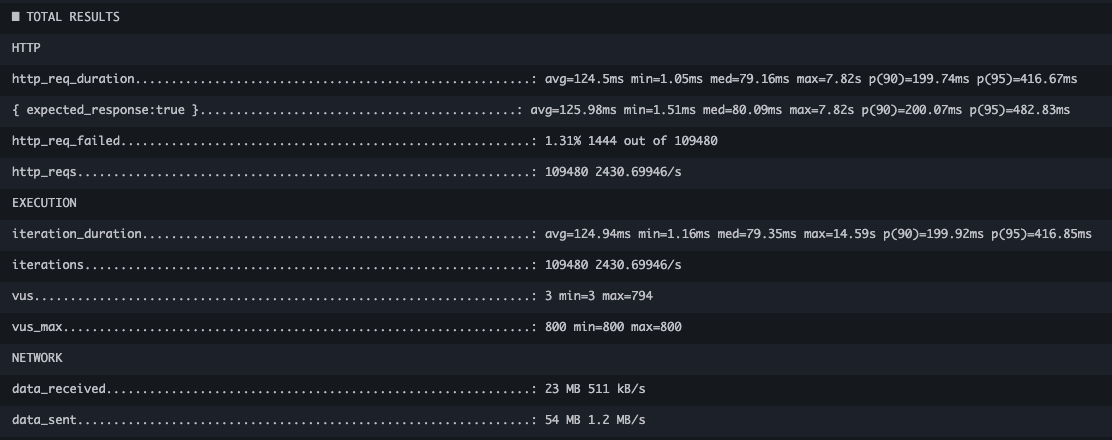 ■ TOTAL RESULTS
HTTP
http_req_duration.......................................................: avg=124.5ms min=1.05ms med=79.16ms max=7.82s p(90)=199.74ms p(95)=416.67ms
{ expected_response:true }............................................: avg=125.98ms min=1.51ms med=80.09ms max=7.82s p(90)=200.07ms p(95)=482.83ms
http_req_failed.........................................................: 1.31% 1444 out of 109480
http_reqs...............................................................: 109480 2430.69946/s
EXECUTION
iteration_duration......................................................: avg=124.94ms min=1.16ms med=79.35ms max=14.59s p(90)=199.92ms p(95)=416.85ms
iterations..............................................................: 109480 2430.69946/s
vus.....................................................................: 3 min=3 max=794
vus_max.................................................................: 800 min=800 max=800
NETWORK
data_received...........................................................: 23 MB 511 kB/s
data_sent...............................................................: 54 MB 1.2 MB/s